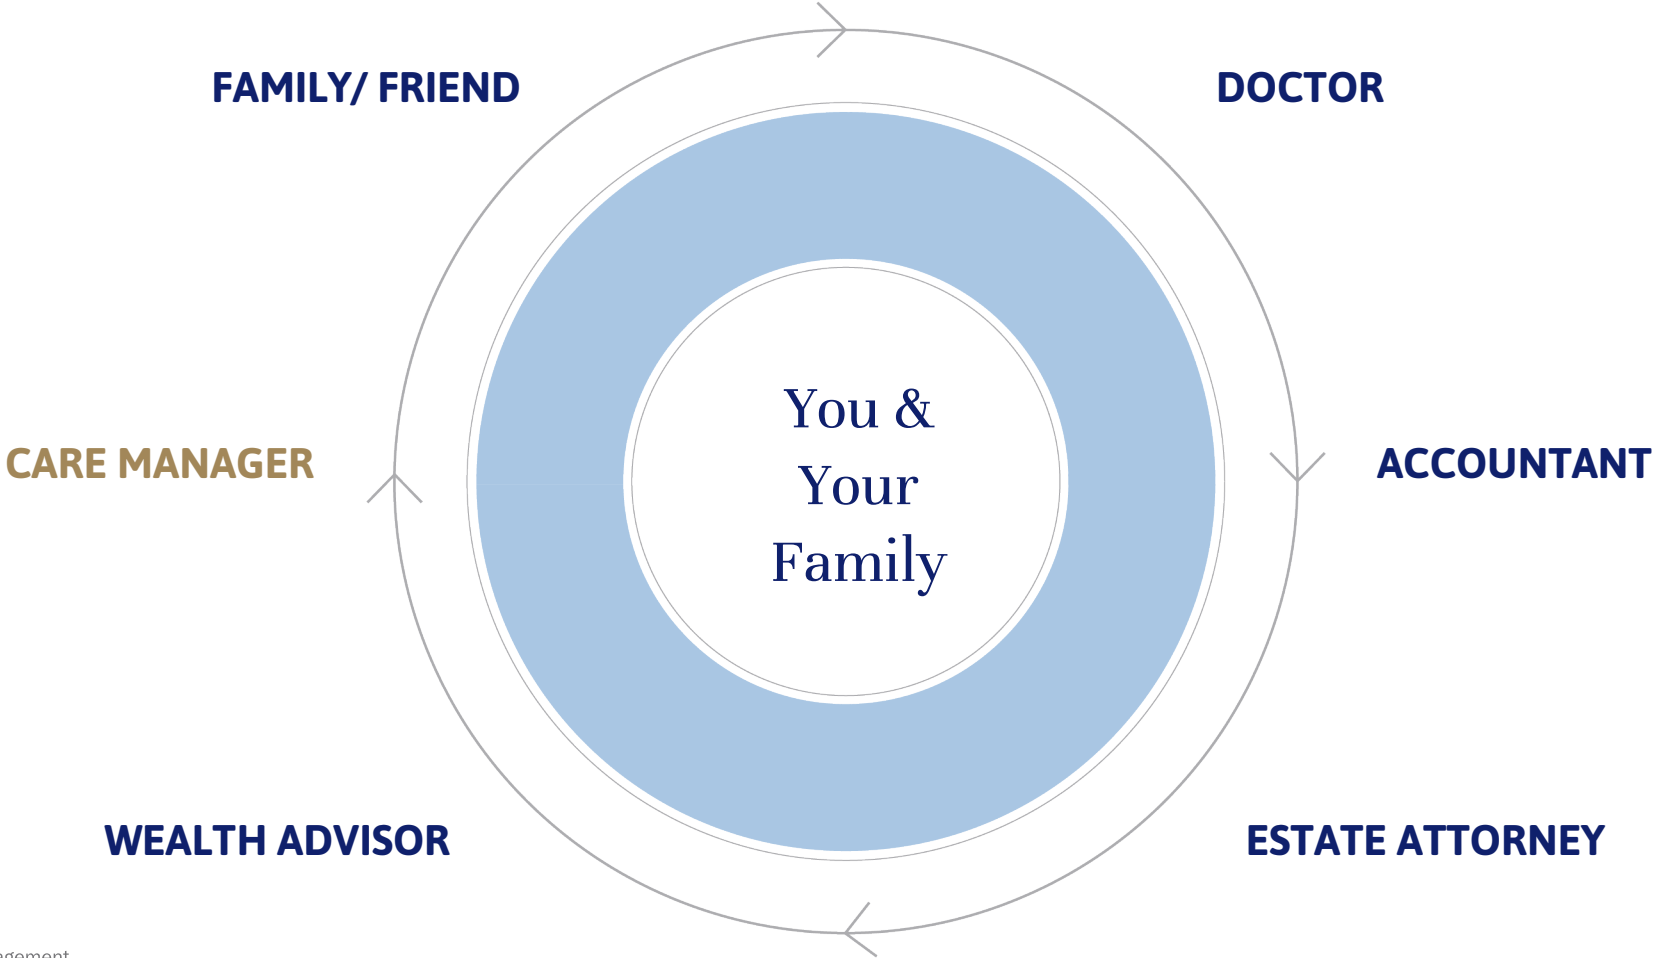 FAMILY/ FRIEND
DOCTOR
You &
Your
Family
CARE MANAGER
ACCOUNTANT
WEALTH ADVISOR
ESTATE ATTORNEY